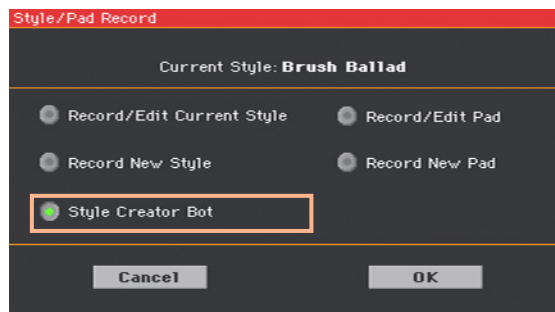 Style/Pad Record
Current Style: Brush Ballad
Record/Edit Current Style
Record/Edit Pad
Record New Style
Record New Pad
Style Creator Bot
Cancel
OK